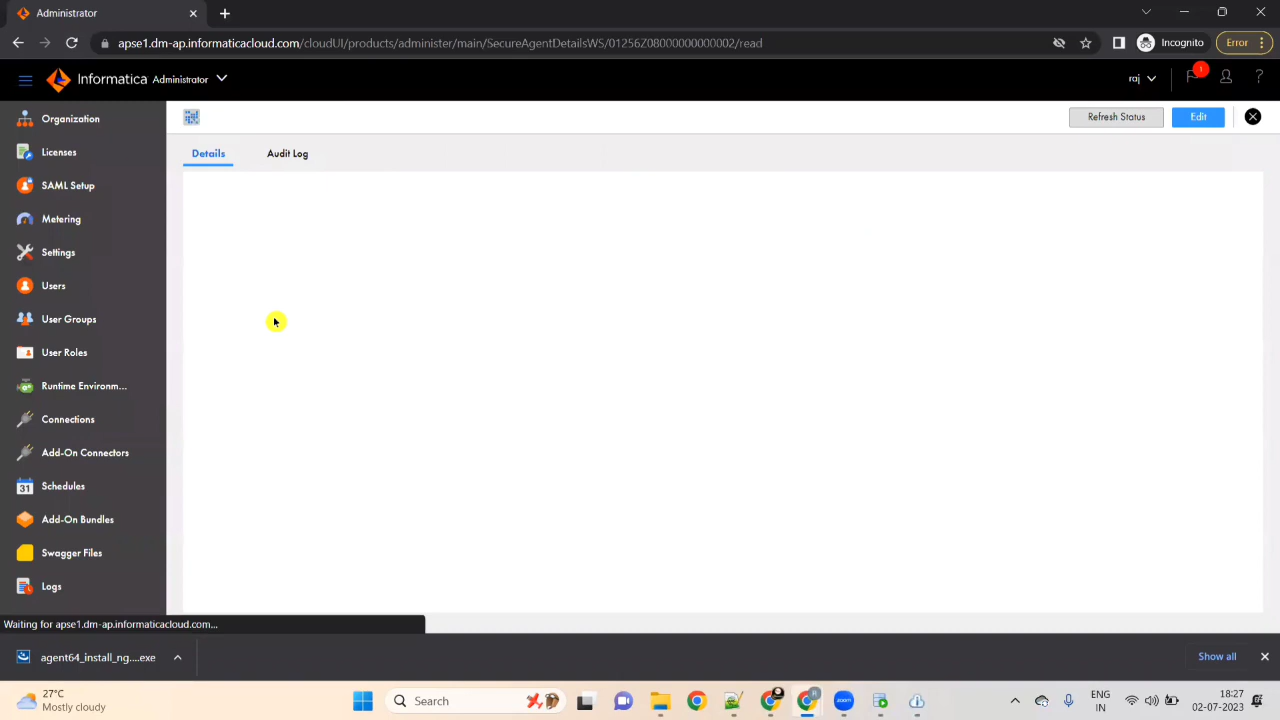 Administrator
apse1.dm-ap.informaticacloud.com/cloudUI/products/administer/main/SecureAgentDetailsWS/01256Z08000000000002/read
Incognito
Error
Informatica Administrator
raj
1
?
Organization
Licenses
SAML Setup
Metering
Settings
Users
User Groups
User Roles
Runtime Environm...
Connections
Add-On Connectors
31 Schedules
Add-On Bundles
Swagger Files
Logs
Refresh Status
Edit
Details
Audit Log
Waiting for apse1.dm-ap.informaticacloud.com...
agent64_install_ng....exe
Show all
27°C
Mostly cloudy
Search
R
zoom
ENG
IN
18:27
02-07-2023